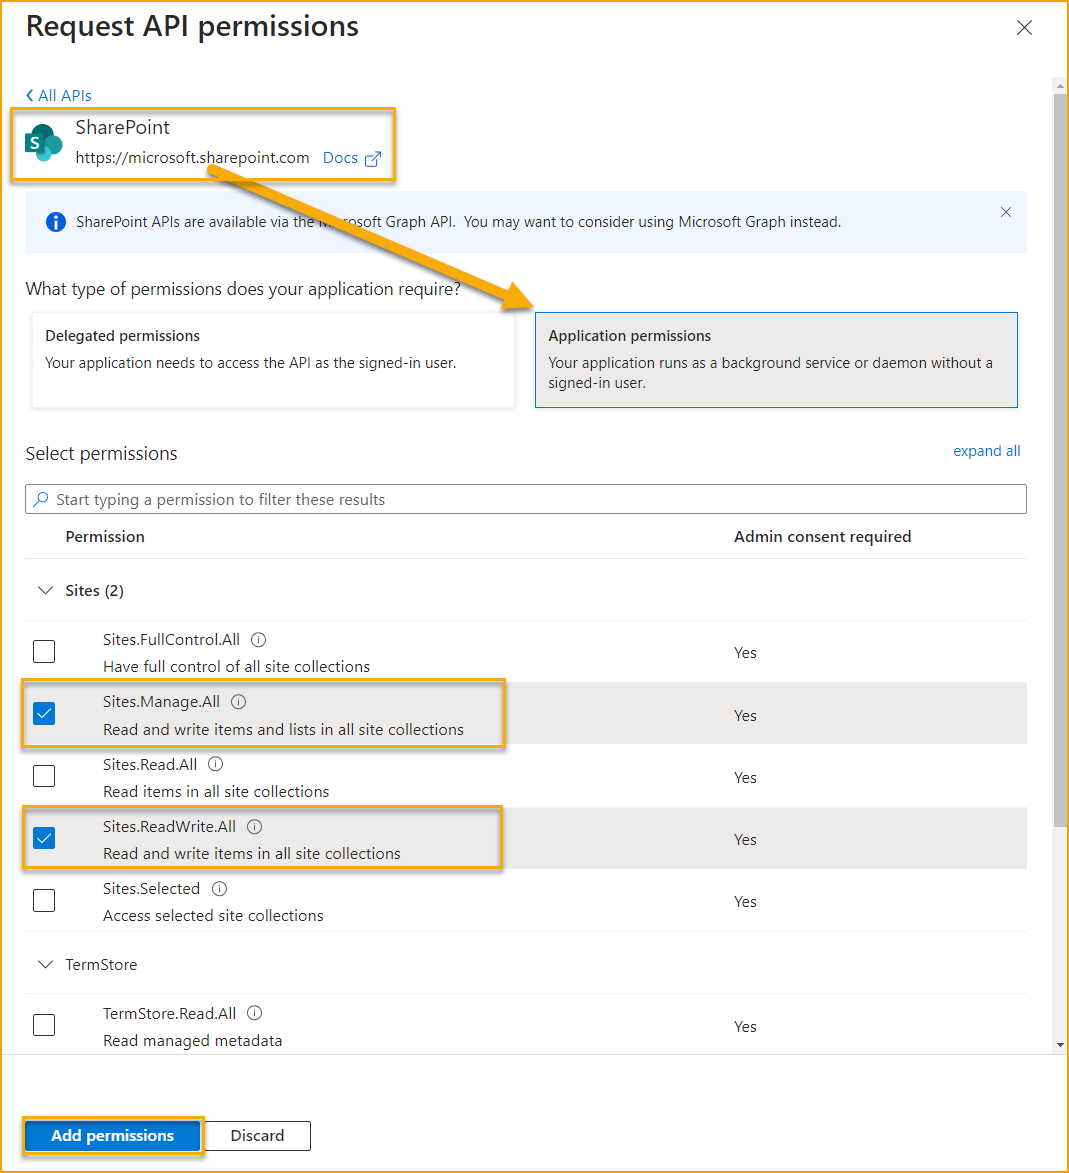 Request API permissions
All APIs
S
SharePoint
https://microsoft.sharepoint.com Docs
SharePoint APIs are available via the Microsoft Graph API. You may want to consider using Microsoft Graph instead.
What type of permissions does your application require?
Delegated permissions
Your application needs to access the API as the signed-in user.
Application permissions
Your application runs as a background service or daemon without a
signed-in user.
Select permissions
expand all
Start typing a permission to filter these results
Permission Admin consent required
Sites (2)
Sites.FullControl.All
Have full control of all site collections
Yes
Sites.Manage.All
Read and write items and lists in all site collections
Yes
Sites.Read.All
Read items in all site collections
Yes
Sites.ReadWrite.All
Read and write items in all site collections
Yes
Sites.Selected
Access selected site collections
Yes
TermStore
TermStore.Read.All
Read managed metadata
Yes
Add permissions Discard